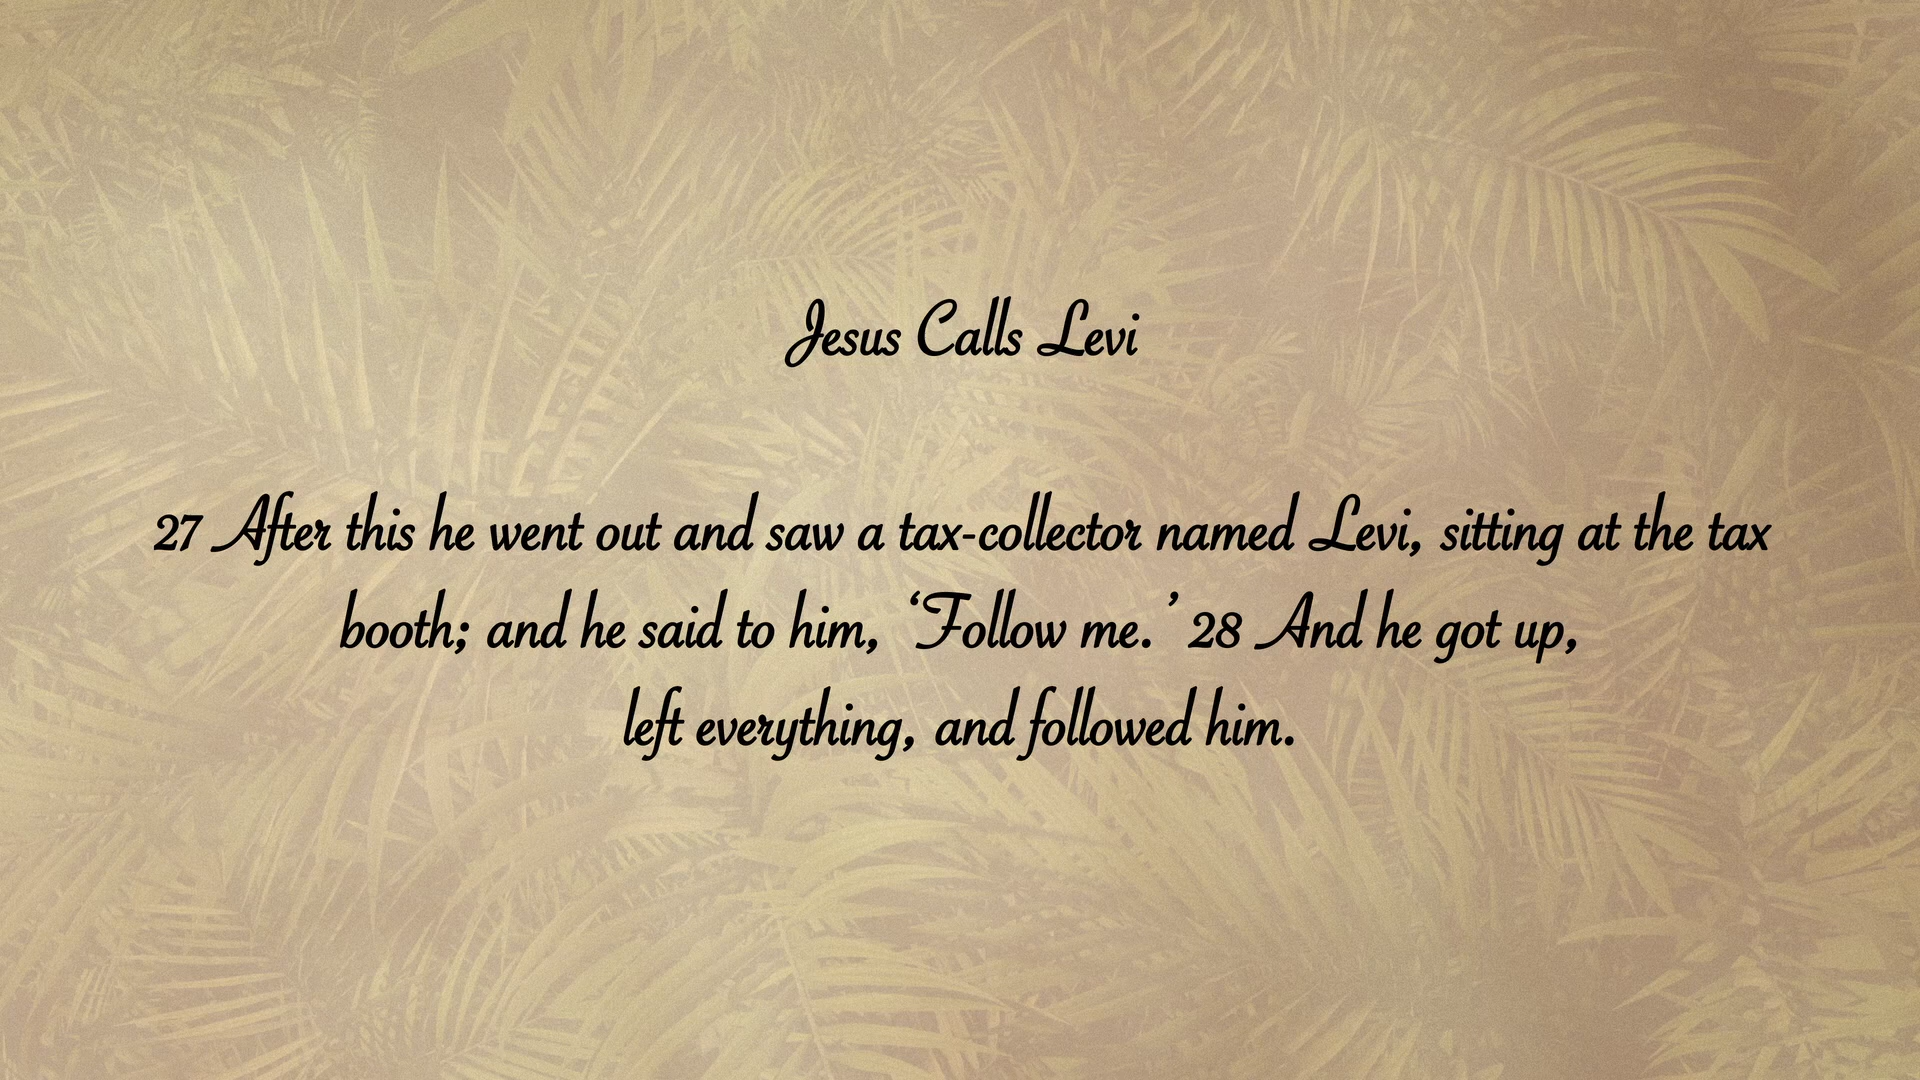 Jesus Calls Levi
27 After this he went out and saw a tax-collector named Levi, sitting at the tax
booth; and he said to him, ‘Follow me.’ 28 And he got up,
left everything, and followed him.